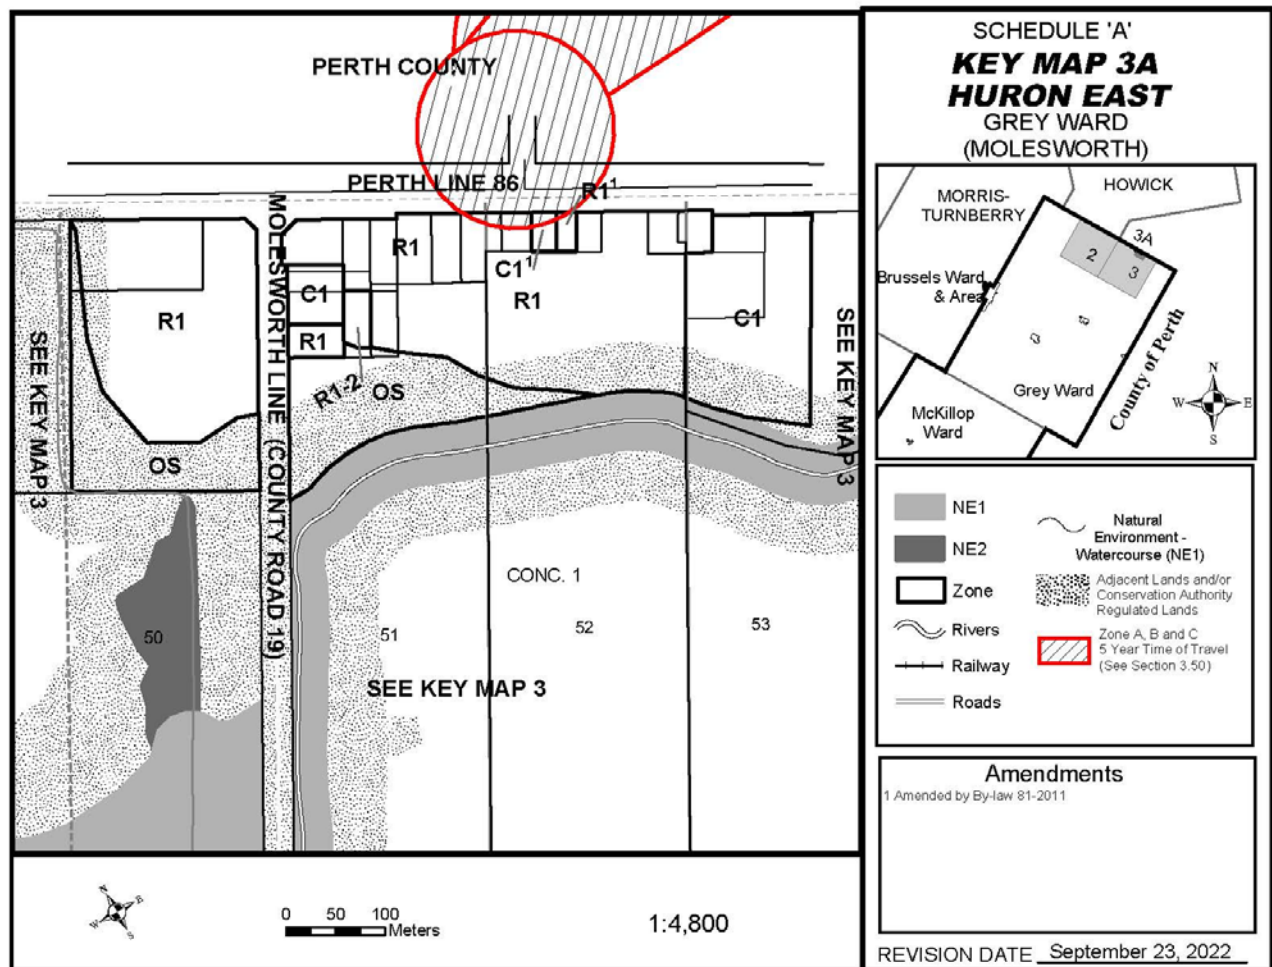 PERTH COUNTY
PERTH LINE 86
R1¹
MOLESWORTH LINE (COUNTY ROAD 19)
R1
C1
R1
R1
C1¹
R1
C1
R1-2
OS
OS
SEE KEY MAP 3
SEE KEY MAP 3
CONC. 1
50
51
52
53
SEE KEY MAP 3
N
E
S
W
0 50 100
Meters
1:4,800
SCHEDULE 'A'
KEY MAP 3A
HURON EAST
GREY WARD
(MOLESWORTH)
HOWICK
MORRIS-
TURNBERRY
3A
2
3
Brussels Ward
& Area
County of Perth
Grey Ward
McKillop
Ward
N
W
E
S
NE1
NE2
Zone
Rivers
Railway
Roads
Natural
Environment -
Watercourse (NE1)
Adjacent Lands and/or
Conservation Authority
Regulated Lands
Zone A, B and C
5 Year Time of Travel
(See Section 3.50)
Amendments
1 Amended by By-law 81-2011
REVISION DATE September 23, 2022